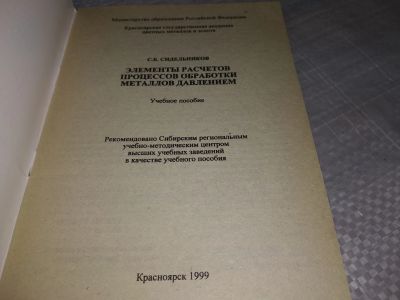 Министерство образования Российской Федерации
Красноярская государственная академия
цветных металлов и золота
С.Б. СИДЕЛЬНИКОВ
ЭЛЕМЕНТЫ РАСЧЕТОВ
ПРОЦЕССОВ ОБРАБОТКИ
МЕТАЛЛОВ ДАВЛЕНИЕМ
Учебное пособие
Рекомендовано Сибирским региональным
учебно-методическим центром
высших учебных заведений
в качестве учебного пособия
Красноярск 1999